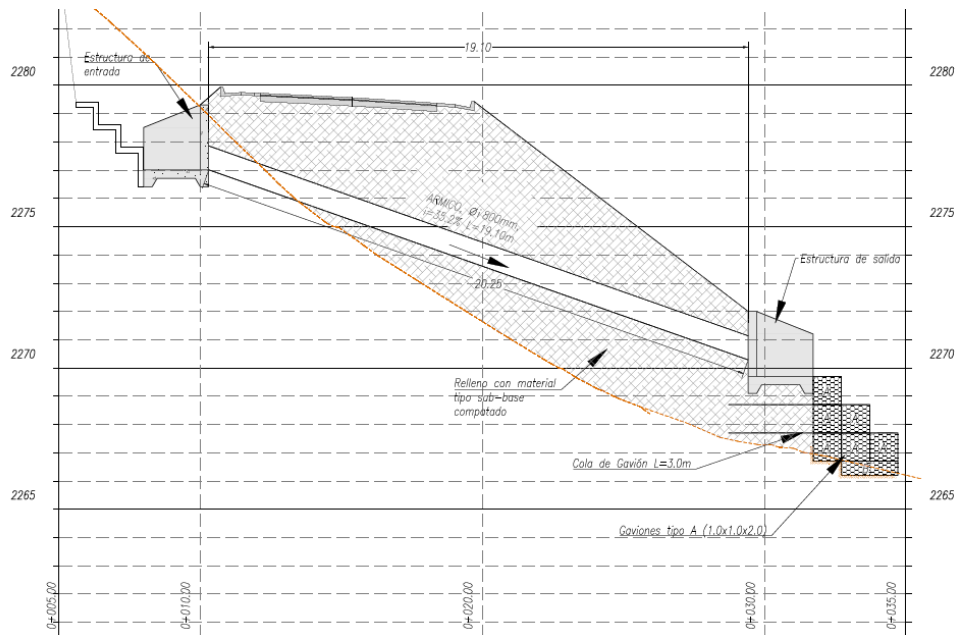 19.10
Estructura de
entrada
2280
2280
2275
2275
2270
2270
2265
2265
ARMICO, Øi=800mm,
i=35.2% L=19.10m
20.25
Estructura de salida
Relleno con material
tipo sub-base
compatado
Cola de Gavión L=3.0m
Gaviones tipo A (1.0x1.0x2.0)
0+005.00
0+010.00
0+020.00
0+030.00
0+035.00